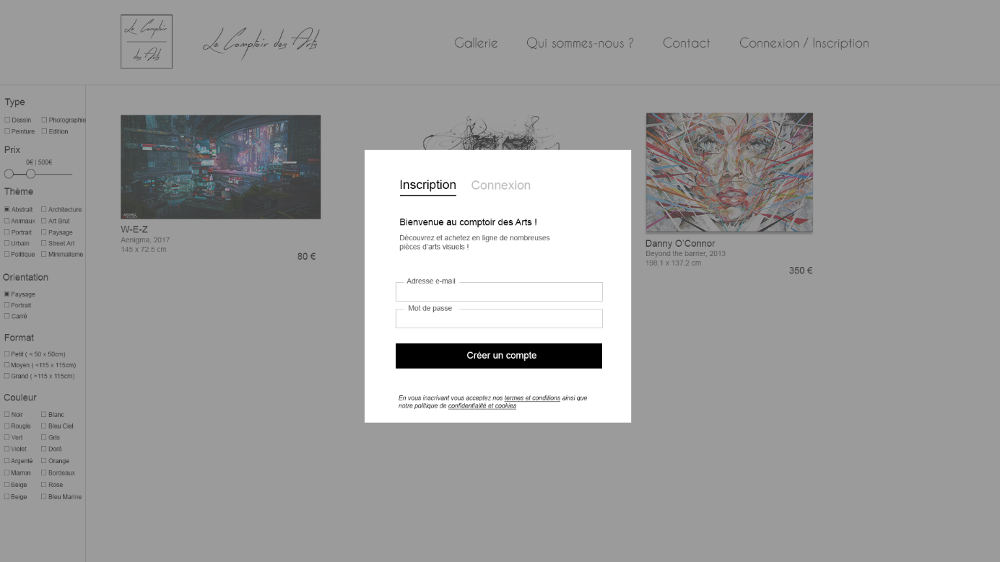 Le Comptoir
des Arts
Le Comptoir des Arts
Gallerie
Qui sommes-nous ?
Contact
Connexion / Inscription
Type
Dessin
Photographie
Peinture
Edition
Prix
0€ | 500€
Thème
Abstrait
Architecture
Animaux
Art Brut
Portrait
Paysage
Urbain
Street Art
Politique
Minimalisme
Orientation
Paysage
Portrait
Carré
Format
Petit ( < 50 x 50cm)
Moyen ( <115 x 115cm)
Grand ( >115 x 115cm)
Couleur
Noir
Blanc
Rougle
Bleu Ciel
Vert
Gris
Violet
Doré
Argenté
Orange
Marron
Bordeaux
Beige
Rose
Beige
Bleu Marine
W-E-Z
Aenigma, 2017
145 x 72.5 cm
80 €
Danny O'Connor
Beyond the barrier, 2013
198.1 x 137.2 cm
350 €
Inscription
Connexion
Bienvenue au comptoir des Arts !
Découvrez et achetez en ligne de nombreuses
pièces d'arts visuels !
Adresse e-mail
Mot de passe
Créer un compte
En vous inscrivant vous acceptez nos termes et conditions ainsi que
notre politique de confidentialité et cookies